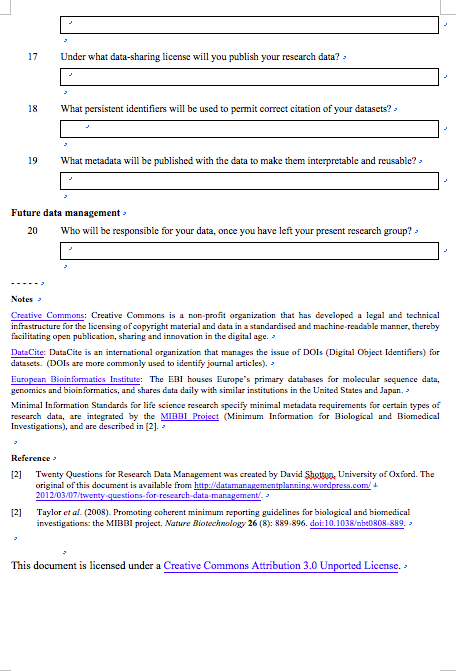 17 Under what data-sharing license will you publish your research data?
18 What persistent identifiers will be used to permit correct citation of your datasets?
19 What metadata will be published with the data to make them interpretable and reusable?
Future data management
20 Who will be responsible for your data, once you have left your present research group?
- - - - -
Notes
Creative Commons: Creative Commons is a non-profit organization that has developed a legal and technical
infrastructure for the licensing of copyright material and data in a standardised and machine-readable manner, thereby
facilitating open publication, sharing and innovation in the digital age.
DataCite: DataCite is an international organization that manages the issue of DOIs (Digital Object Identifiers) for
datasets. (DOIs are more commonly used to identify journal articles).
European Bioinformatics Institute: The EBI houses Europe's primary databases for molecular sequence data,
genomics and bioinformatics, and shares data daily with similar institutions in the United States and Japan.
Minimal Information Standards for life science research specify minimal metadata requirements for certain types of
research data, are integrated by the MIBBI Project (Minimum Information for Biological and Biomedical
Investigations), and are described in [2].
Reference
[2] Twenty Questions for Research Data Management was created by David Shotton, University of Oxford. The
original of this document is available from http://datamanagementplanning.wordpress.com/
2012/03/07/twenty-questions-for-research-data-management/.
[2] Taylor et al. (2008). Promoting coherent minimum reporting guidelines for biological and biomedical
investigations: the MIBBI project. Nature Biotechnology 26 (8): 889-896. doi:10.1038/nbt0808-889.
This document is licensed under a Creative Commons Attribution 3.0 Unported License.